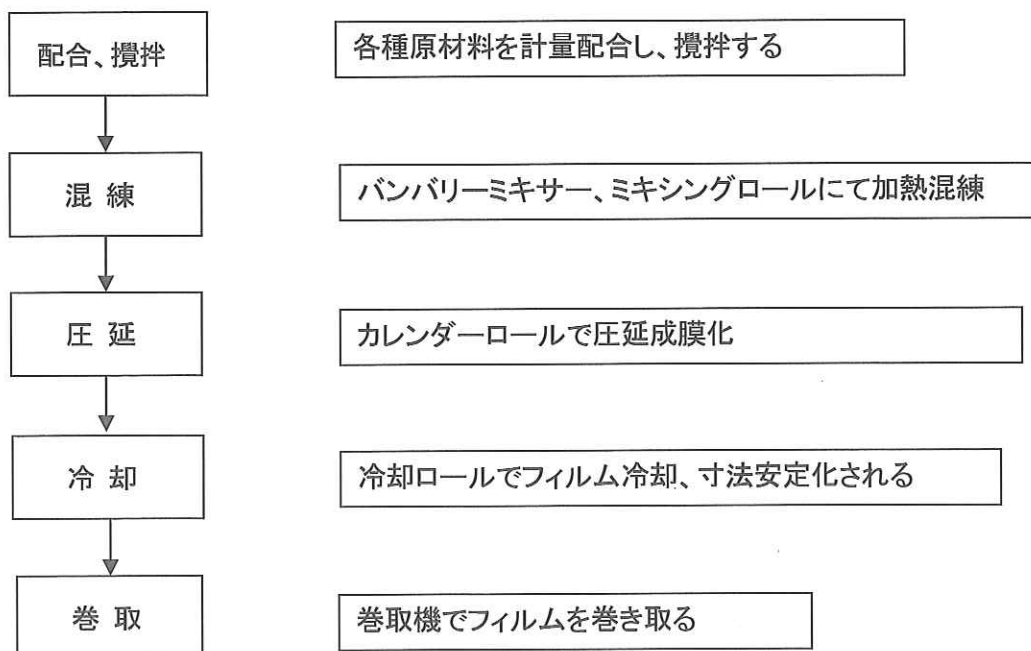 配合、攪拌
各種原材料を計量配合し、攪拌する
混 練
バンバリーミキサー、ミキシングロールにて加熱混練
圧 延
カレンダーロールで圧延成膜化
冷 却
冷却ロールでフィルム冷却、寸法安定化される
巻 取
巻取機でフィルムを巻き取る